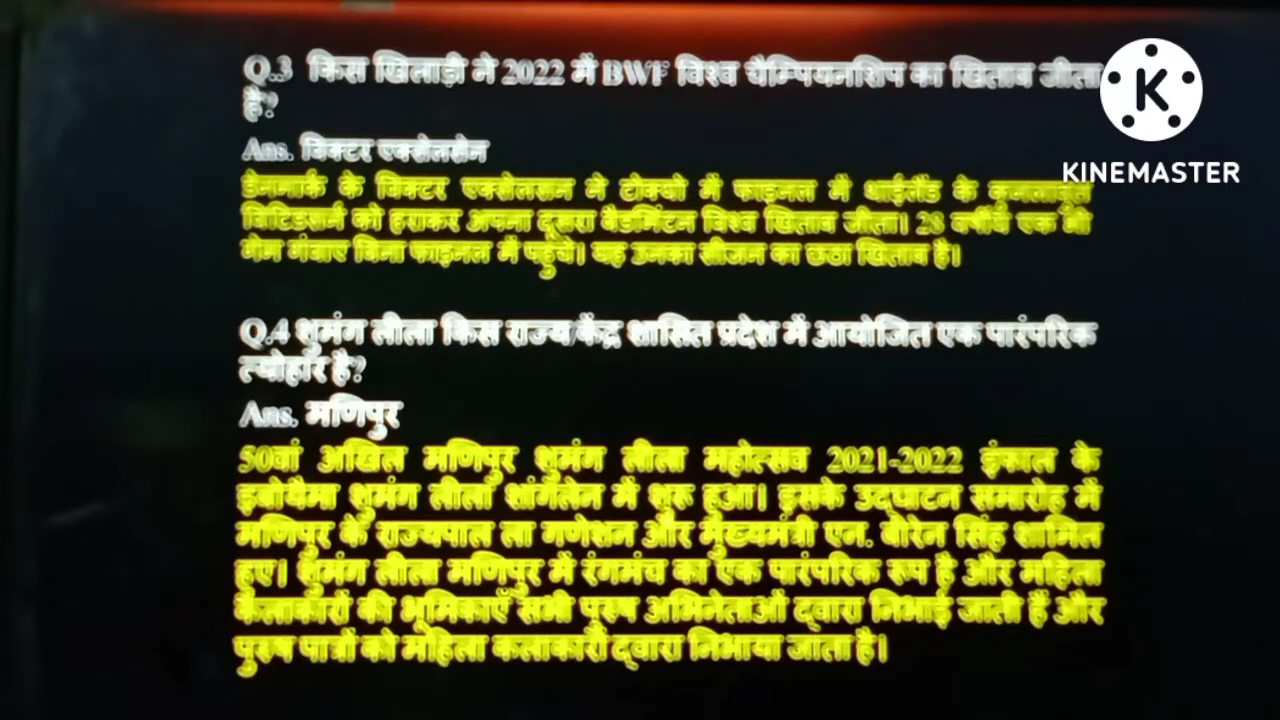 Q.3 किस खिलाड़ी ने 2022 में BWF विश्व चैम्पियनशिप का खिताब जीता
है?
Ans. विक्टर एक्सेलसेन
डेनमार्क के विक्टर एक्सेलसन ने टोक्यो में फाइनल में थाईलैंड के कुनलावुत
विटिडसर्न को हराकर अपना दूसरा बैडमिंटन विश्व खिताब जीता। 28 वर्षीय एक भी
गेम गंवाए बिना फाइनल में पहुंचे। यह उनका सीजन का छठा खिताब है।
Q.4 शुमंग लीला किस राज्य/केंद्र शासित प्रदेश में आयोजित एक पारंपरिक
त्योहार है?
Ans. मणिपुर
50वां अखिल मणिपुर शुमंग लीला महोत्सव 2021-2022 इंफाल के
इबोयैमा शुमंग लीला शांगलेन में शुरू हुआ। इसके उद्घाटन समारोह में
मणिपुर के राज्यपाल ला गणेशन और मुख्यमंत्री एन. बीरेन सिंह शामिल
हुए। शुमंग लीला मणिपुर में रंगमंच का एक पारंपरिक रूप है और महिला
कलाकारों की भूमिकाएँ सभी पुरुष अभिनेताओं द्वारा निभाई जाती हैं और
पुरुष पात्रों को महिला कलाकारों द्वारा निभाया जाता है।
K
KINEMASTER